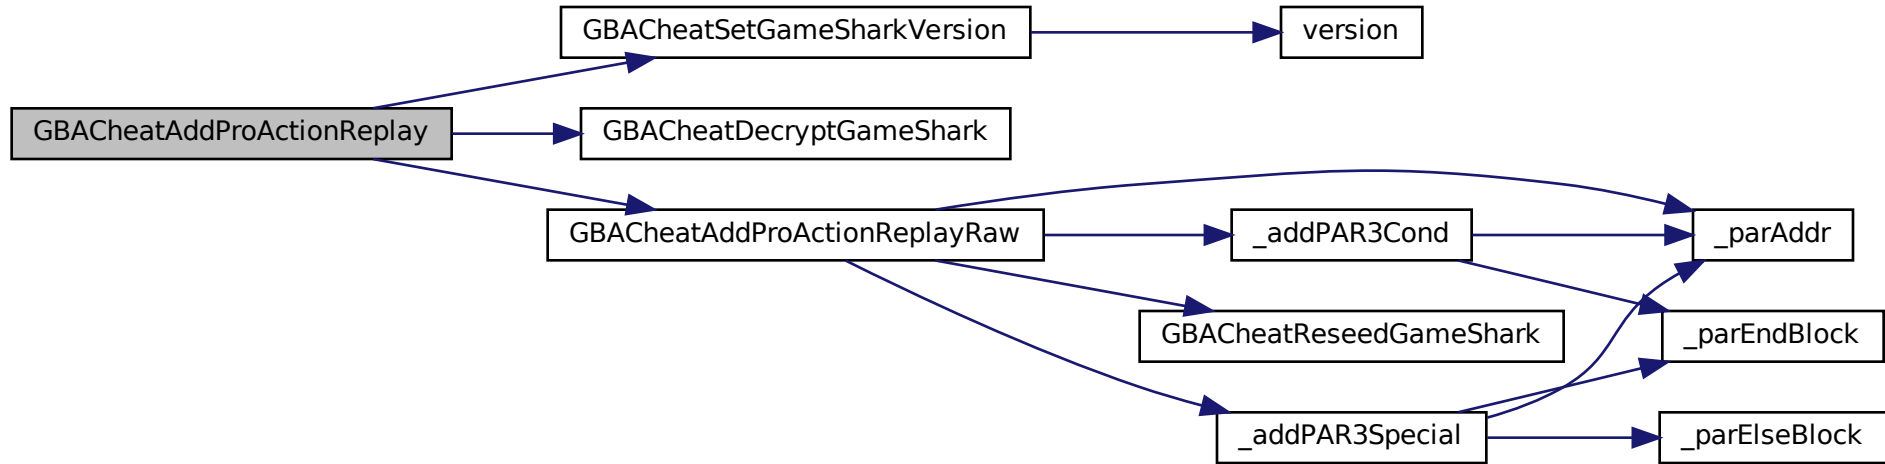 GBACheatSetGameSharkVersion
version
GBACheatAddProActionReplay
GBACheatDecryptGameShark
GBACheatAddProActionReplayRaw
_addPAR3Cond
_parAddr
GBACheatReseedGameShark
_parEndBlock
_addPAR3Special
_parElseBlock